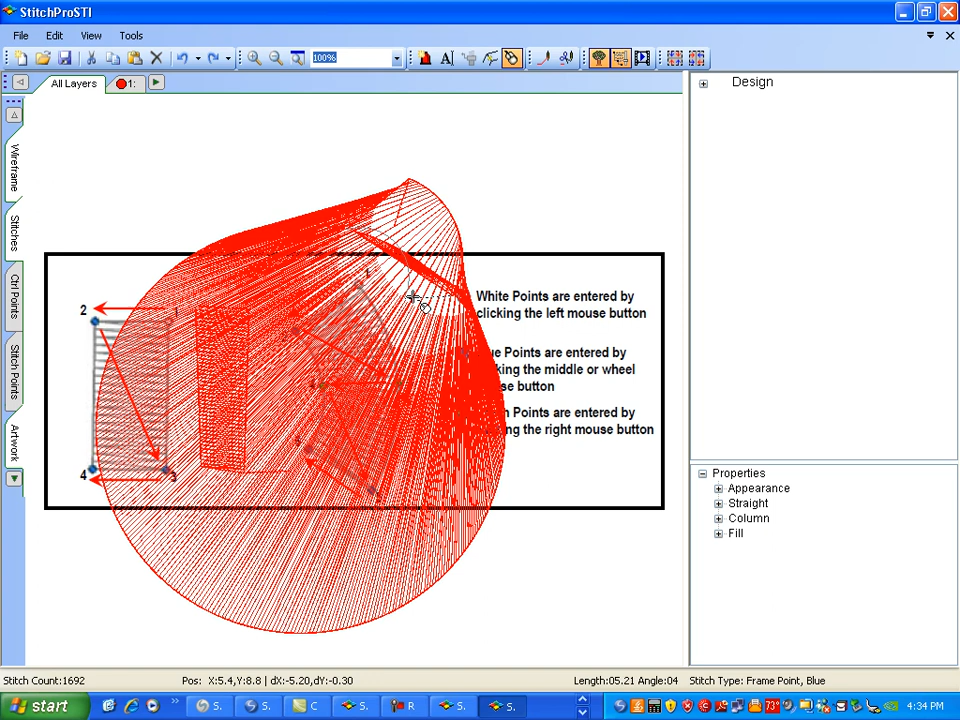 StitchProSTI
File Edit View Tools
100%
All Layers 1:
Wireframe
Stitches
Ctrl Points
Stitch Points
Artwork
Design
2
1
4
3
1
White Points are entered by
clicking the left mouse button
Points are entered by
the middle or wheel
button
Points are entered by
the right mouse button
Properties
Appearance
Straight
Column
Fill
Stitch Count:1692 Pos: X:5.4,Y:8.8 | dX:-5.20,dY:-0.30 Length:05.21 Angle:04 Stitch Type: Frame Point, Blue
start S. S. C S. R S. S. 73° 4:34 PM